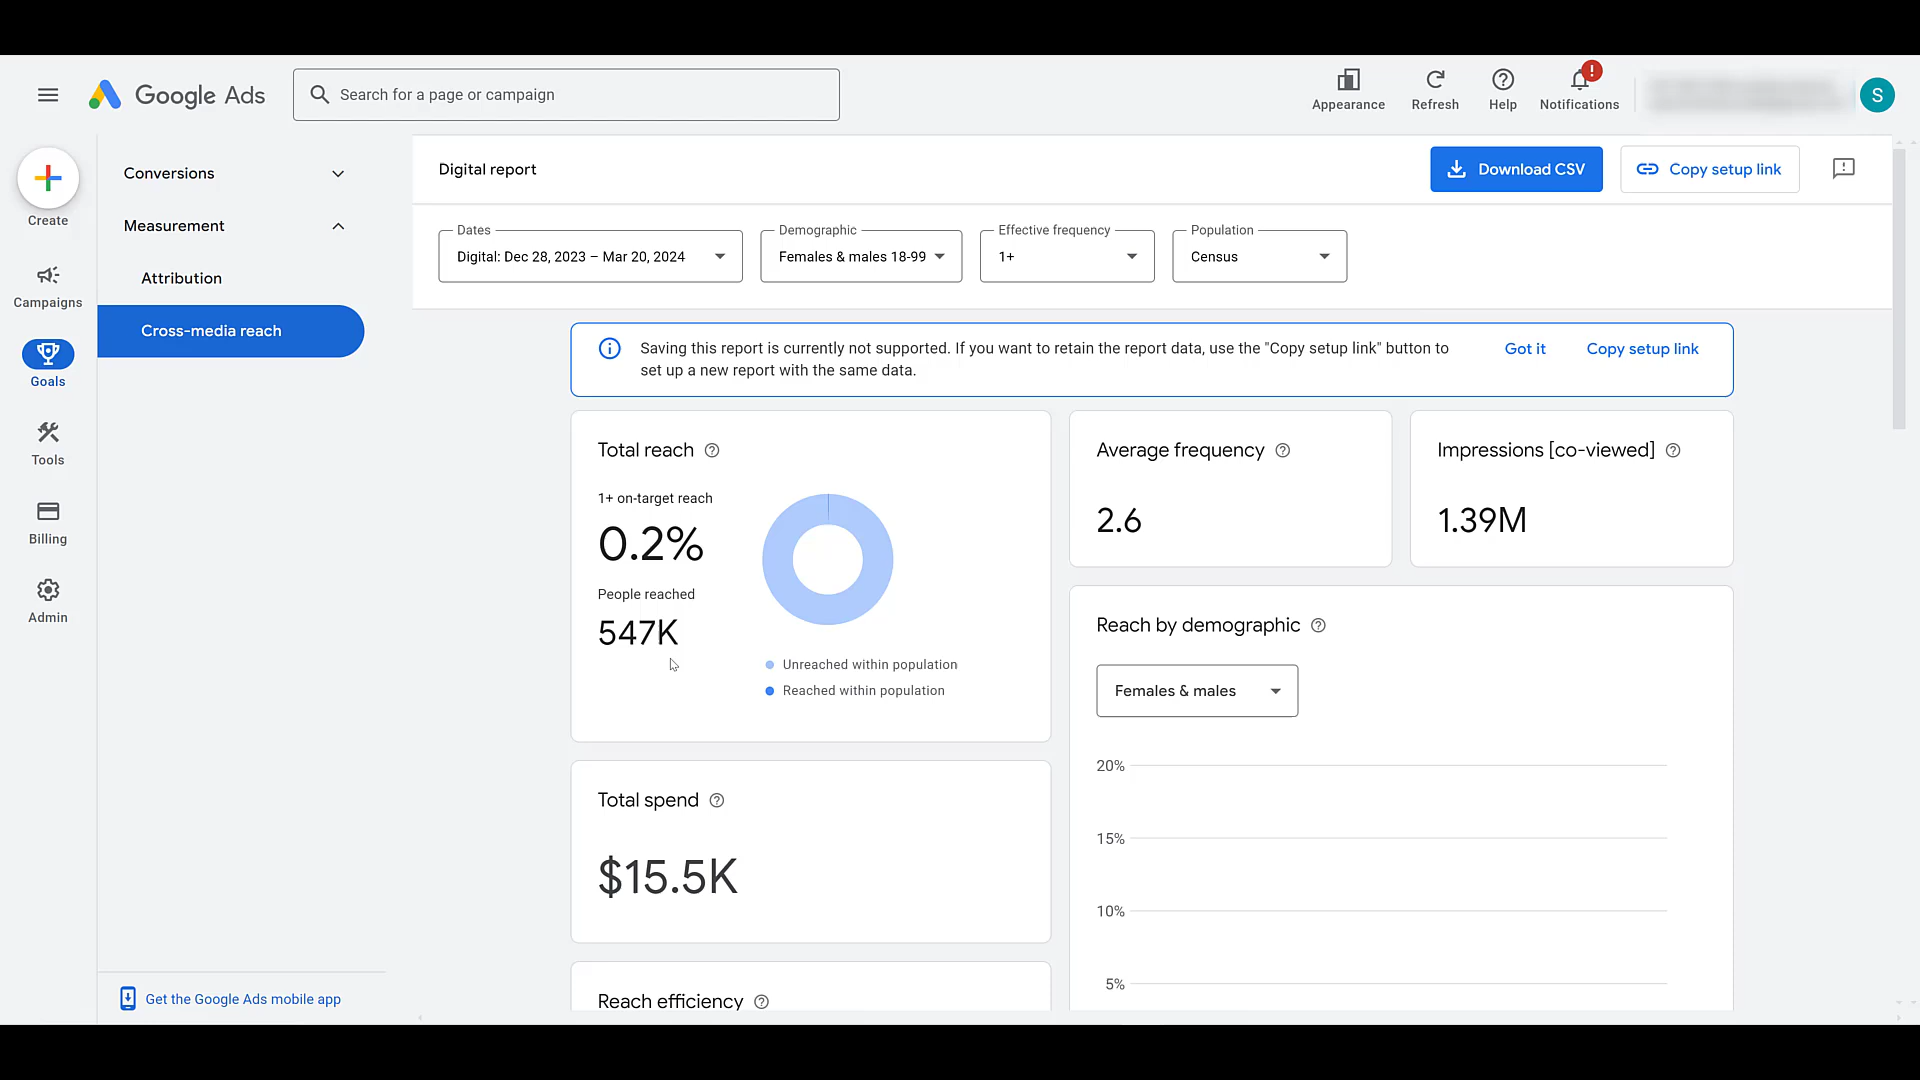 Google Ads
Search for a page or campaign
Appearance
Refresh
Help
Notifications
!
S
Create
Campaigns
Goals
Tools
Billing
Admin
Conversions
Measurement
Attribution
Cross-media reach
Get the Google Ads mobile app
Digital report
Download CSV
Copy setup link
Dates
Digital: Dec 28, 2023 – Mar 20, 2024
Demographic
Females & males 18-99
Effective frequency
1+
Population
Census
Saving this report is currently not supported. If you want to retain the report data, use the "Copy setup link" button to
set up a new report with the same data.
Got it
Copy setup link
Total reach
1+ on-target reach
0.2%
People reached
547K
Unreached within population
Reached within population
Average frequency
2.6
Impressions [co-viewed]
1.39M
Total spend
$15.5K
Reach efficiency
Reach by demographic
Females & males
20%
15%
10%
5%